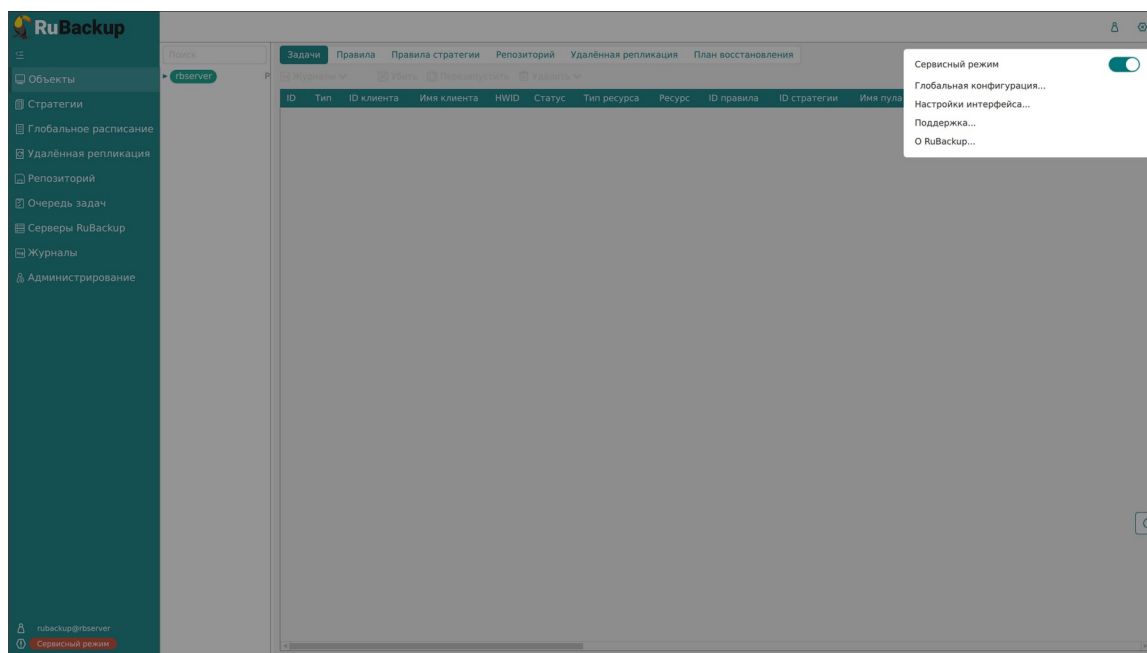 RuBackup
Поиск
Задачи Правила Правила стратегии Репозиторий Удалённая репликация План восстановления
Сервисный режим
Глобальная конфигурация...
Настройки интерфейса...
Поддержка...
О RuBackup...
Объекты
Стратегии
Глобальное расписание
Удалённая репликация
Репозиторий
Очередь задач
Серверы RuBackup
Журналы
Администрирование
rbserver Р
Журналы Убить Перезапустить Удалить
ID Тип ID клиента Имя клиента HWID Статус Тип ресурса Ресурс ID правила ID стратегии Имя пула
rubackup@rbserver
Сервисный режим